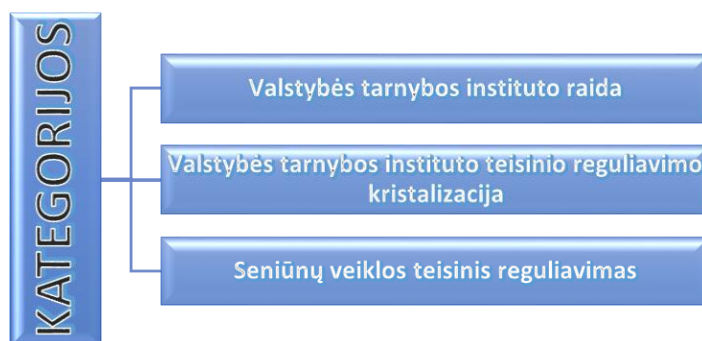 KATEGORIJOS
Valstybės tarnybos instituto raida
Valstybės tarnybos instituto teisinio reguliavimo
kristalizacija
Seniūnų veiklos teisinis reguliavimas